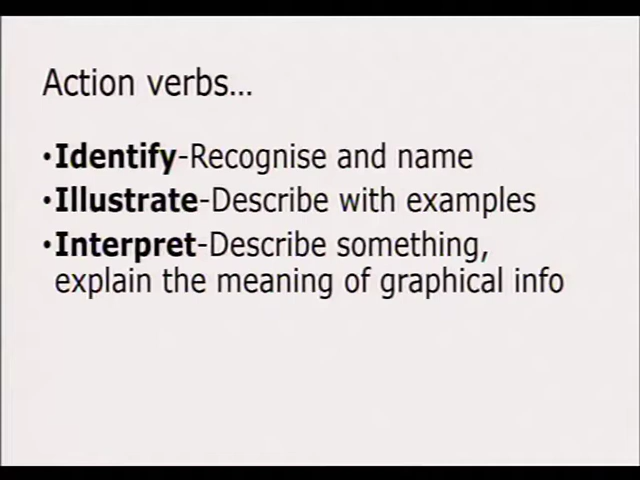 Action verbs...
•Identify-Recognise and name
•Illustrate-Describe with examples
•Interpret-Describe something,
explain the meaning of graphical info